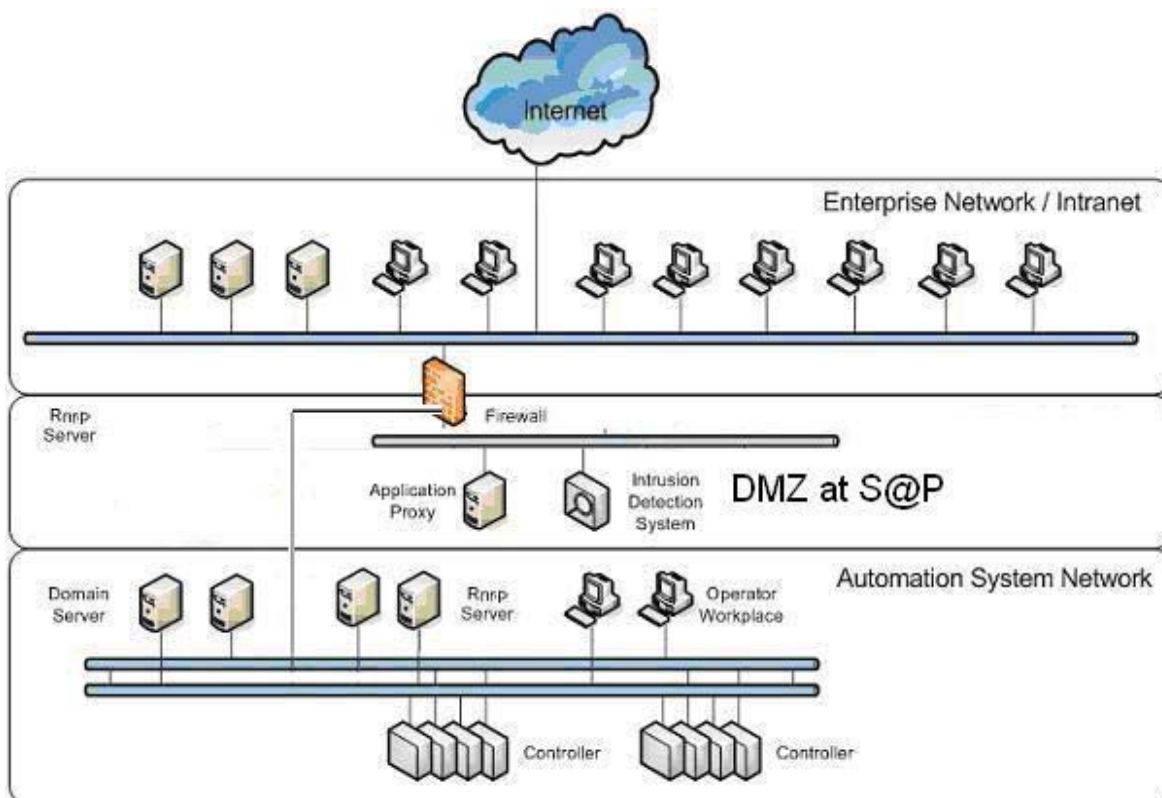 Internet
Enterprise Network / Intranet
Rnrp
Server
Firewall
Application
Proxy
Intrusion
Detection
System
DMZ at S@P
Automation System Network
Domain
Server
Rnrp
Server
Operator
Workplace
Controller
Controller